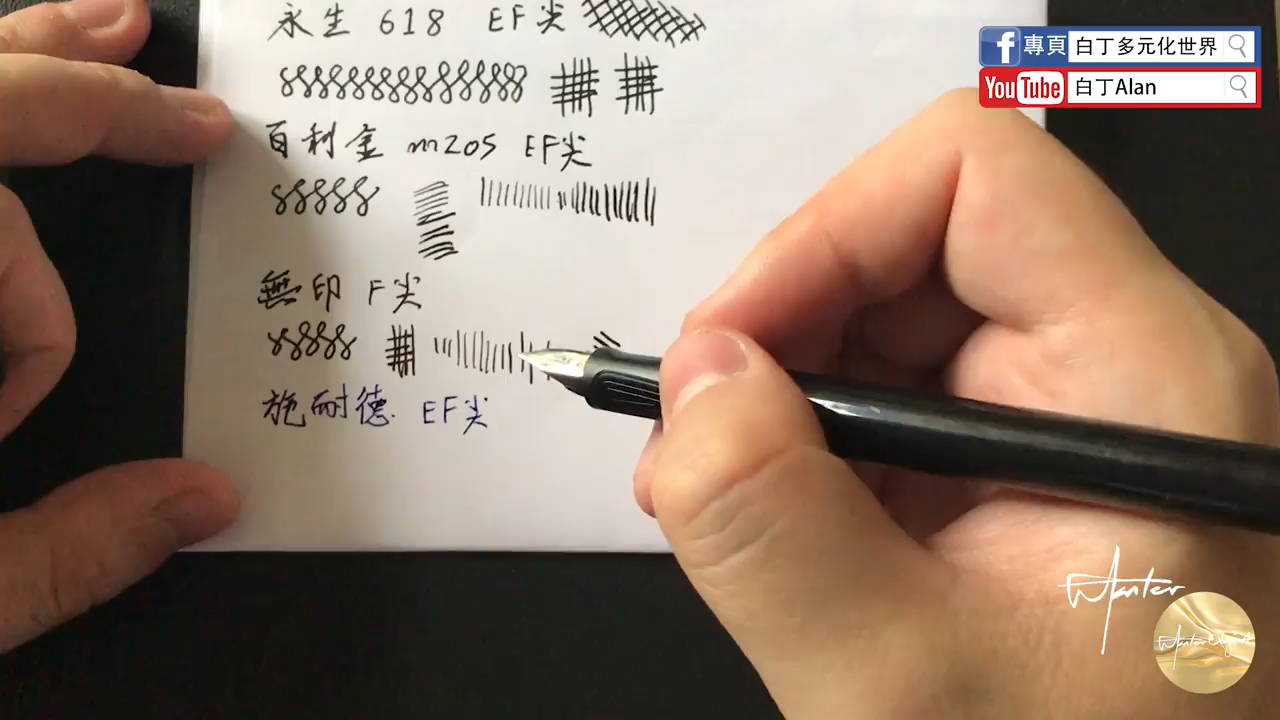 永生 618 EF尖
百利金 m205 EF尖
無印 F尖
施耐德 EF尖
f 專頁 白丁多元化世界
YouTube 白丁Alan